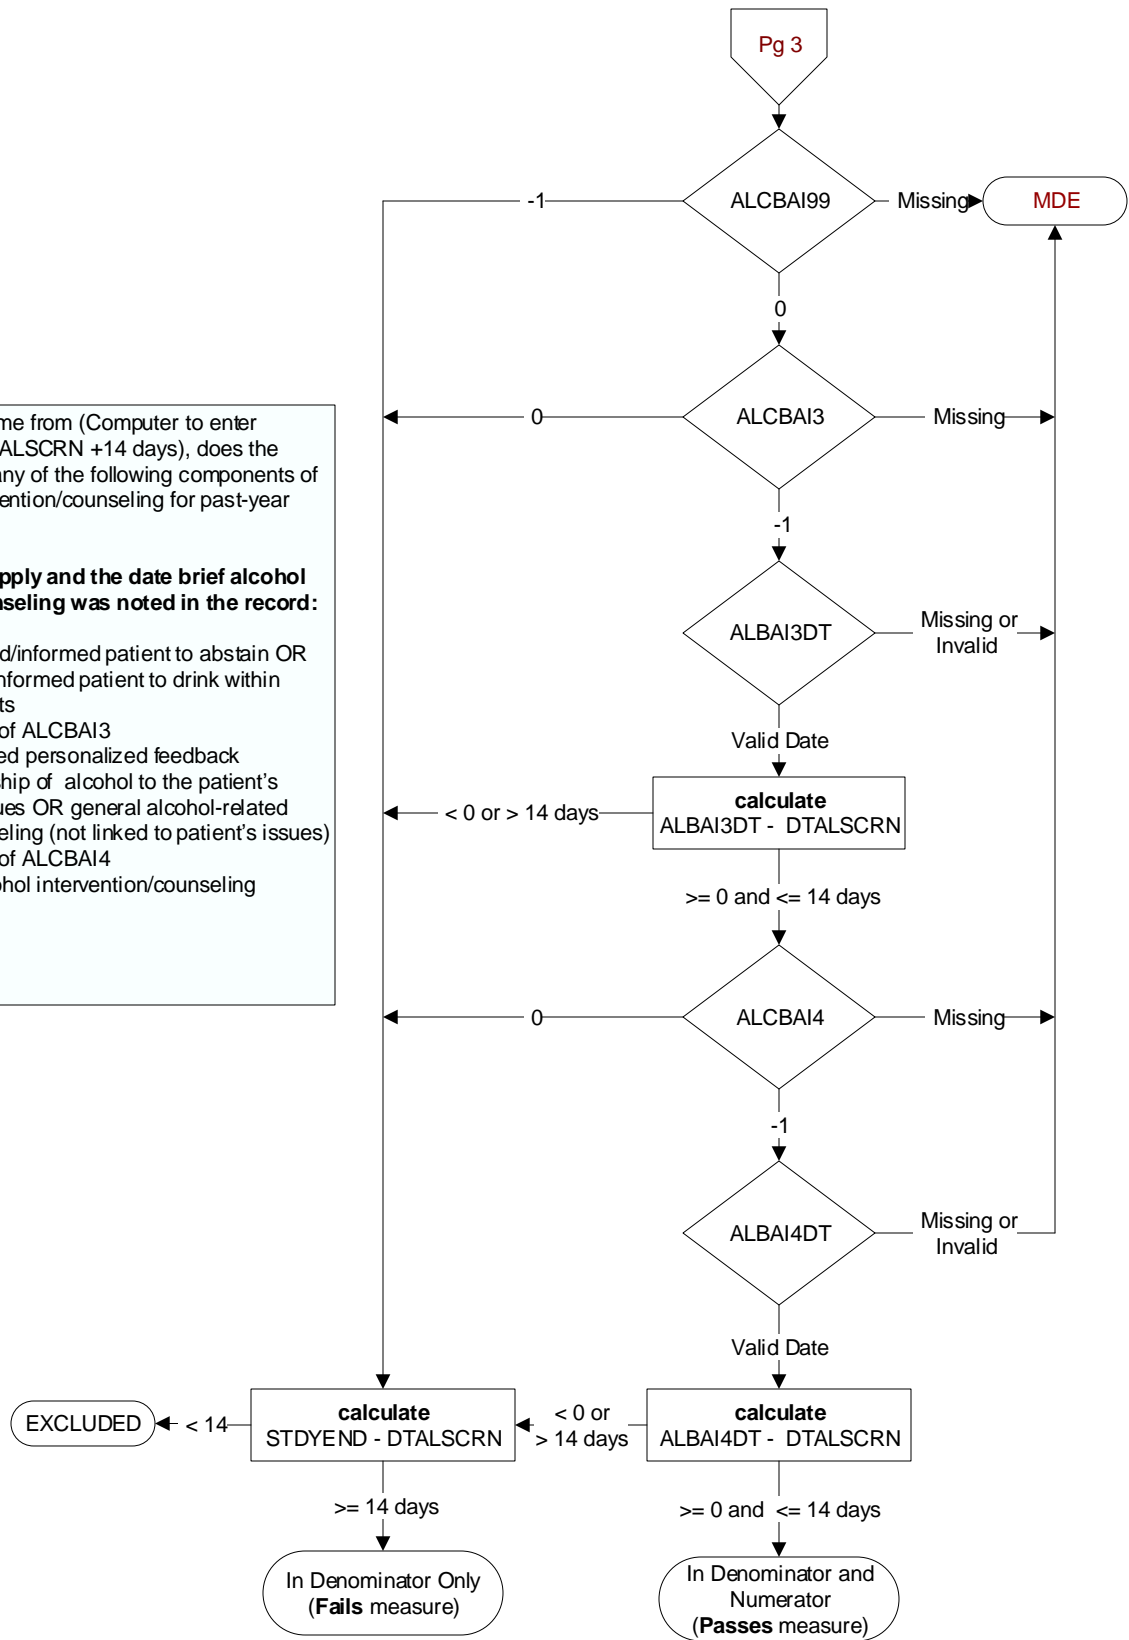 Pg 3
ALCBAI99
-1
Missing
MDE
0
ALCBAI3
0
Missing
-1
ALBAI3DT
Missing or
Invalid
Valid Date
calculate
ALBAI3DT - DTALSCRN
< 0 or > 14 days
>= 0 and <= 14 days
ALCBAI4
0
Missing
-1
ALBAI4DT
Missing or
Invalid
Valid Date
calculate
ALBAI4DT - DTALSCRN
< 0 or
> 14 days
calculate
STDYEND - DTALSCRN
< 14
EXCLUDED
>= 14 days
In Denominator Only
(Fails measure)
>= 0 and <= 14 days
In Denominator and
Numerator
(Passes measure)
me from (Computer to enter
ALSCRN +14 days), does the
any of the following components of
ention/counseling for past-year
pply and the date brief alcohol
nseling was noted in the record:
d/informed patient to abstain OR
informed patient to drink within
ts
of ALCBAI3
ed personalized feedback
ship of alcohol to the patient's
ues OR general alcohol-related
eling (not linked to patient's issues)
of ALCBAI4
ohol intervention/counseling